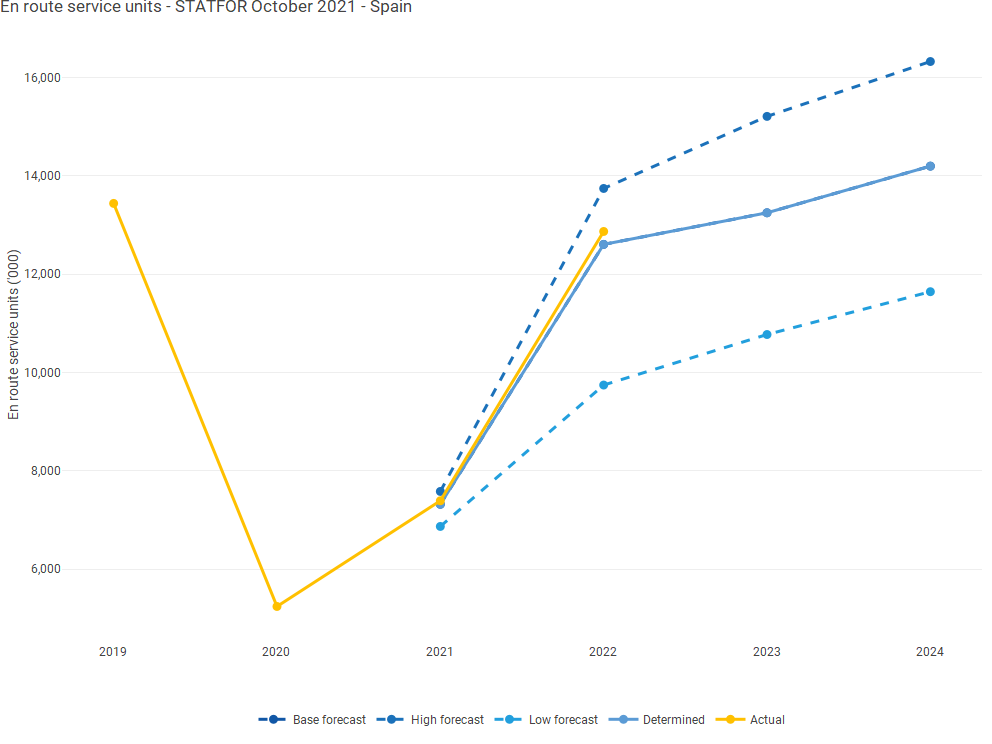 En route service units - STATFOR October 2021 - Spain
En route service units ('000)
16,000
14,000
12,000
10,000
8,000
6,000
2019 2020 2021 2022 2023 2024
Base forecast High forecast Low forecast Determined Actual